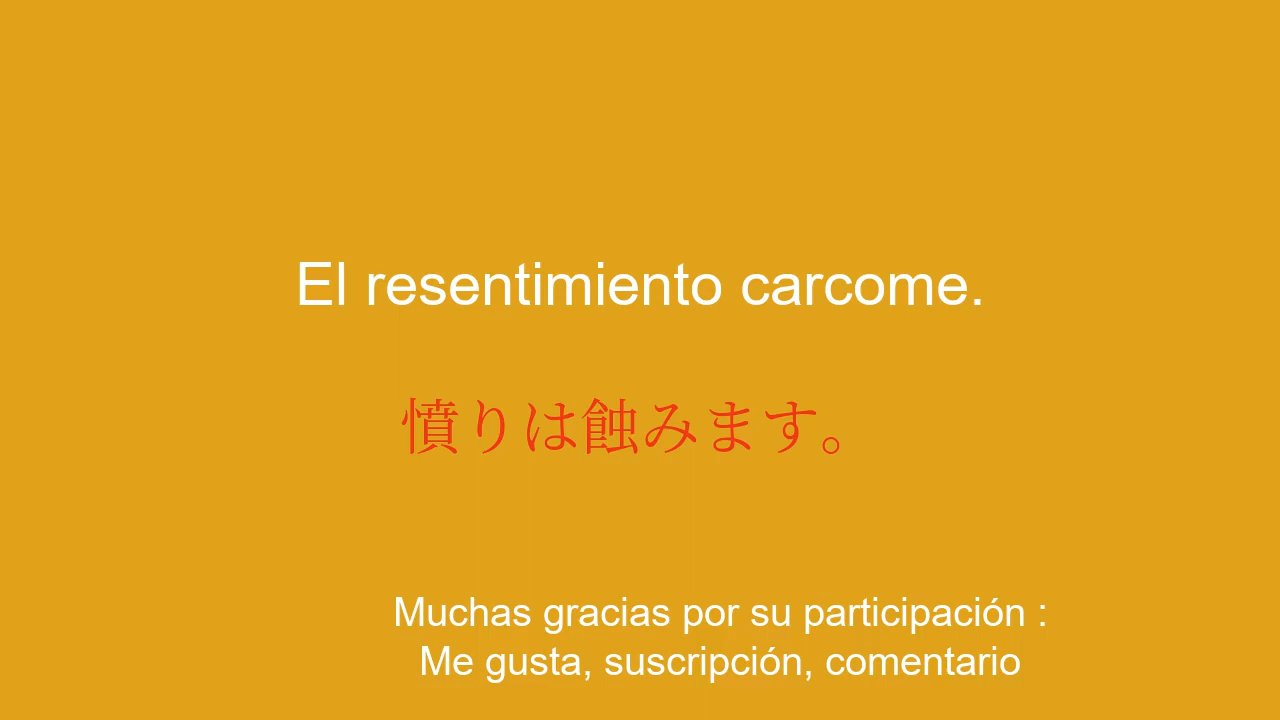 El resentimiento carcome.
憤りは蝕みます。
Muchas gracias por su participación :
Me gusta, suscripción, comentario